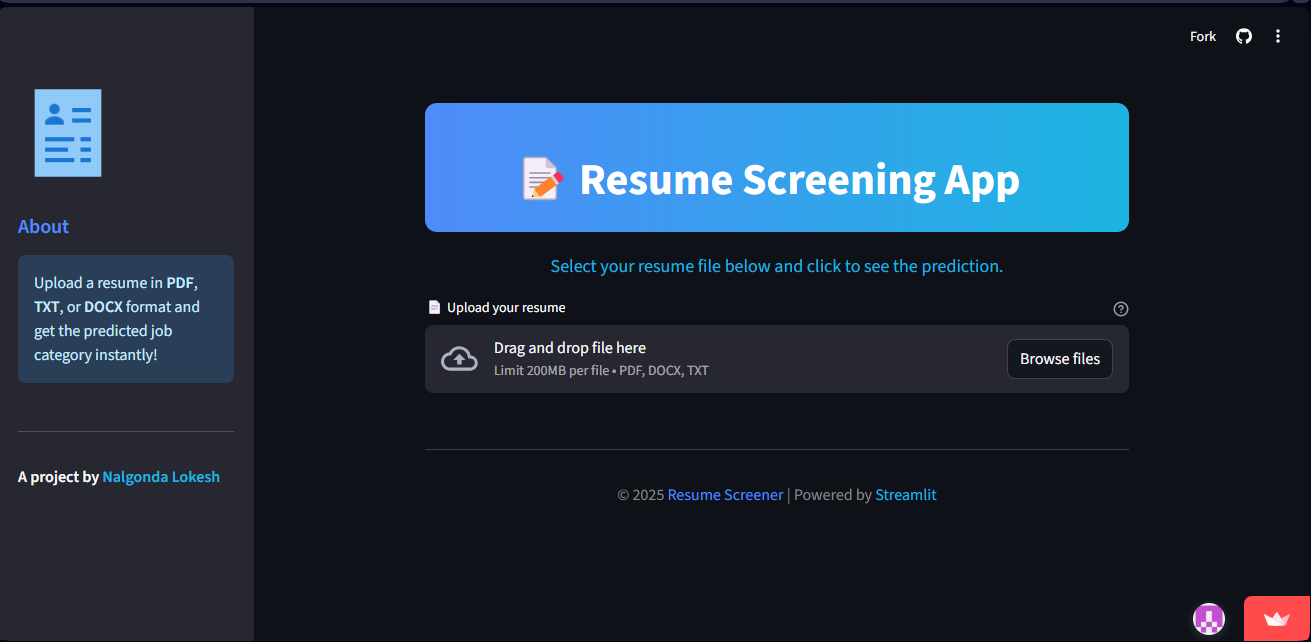 Fork
About
Upload a resume in PDF,
TXT, or DOCX format and
get the predicted job
category instantly!
A project by Nalgonda Lokesh
Resume Screening App
Select your resume file below and click to see the prediction.
Upload your resume
Drag and drop file here
Limit 200MB per file • PDF, DOCX, TXT
Browse files
© 2025 Resume Screener | Powered by Streamlit